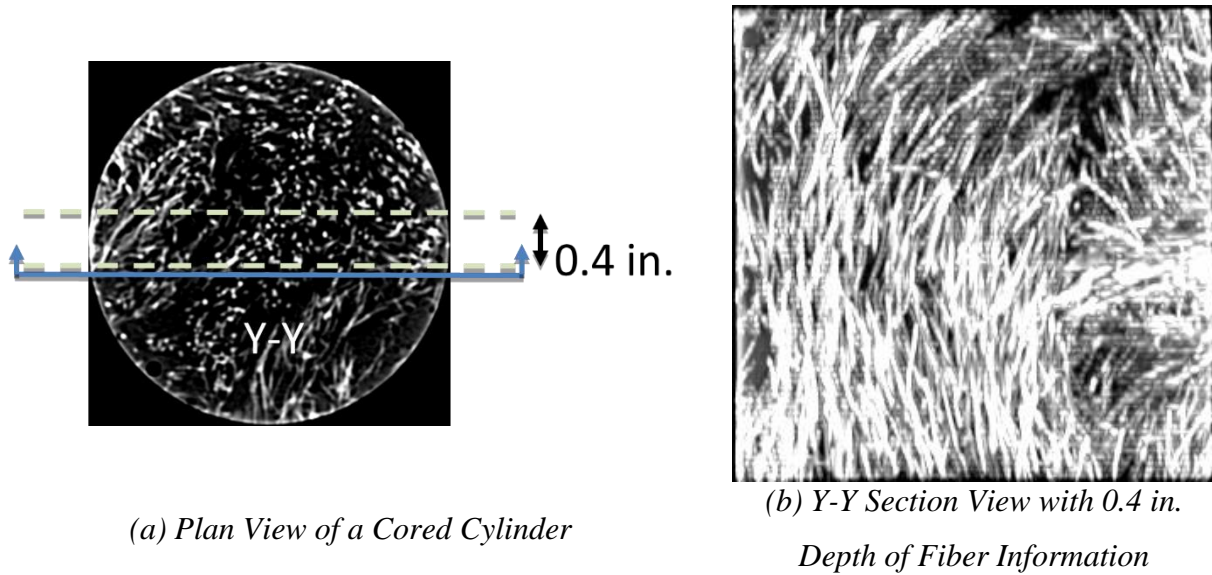 0.4 in.
Y-Y
(a) Plan View of a Cored Cylinder
(b) Y-Y Section View with 0.4 in.
Depth of Fiber Information